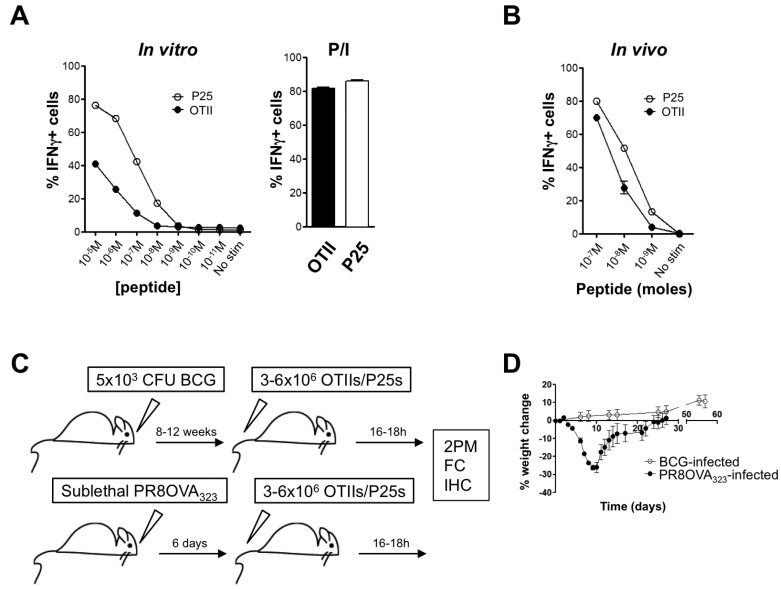 A
In vitro
P/I
% IFNγ+ cells
100
80
60
40
20
0
P25
OTII
10⁻⁵M
10⁻⁶M
10⁻⁷M
10⁻⁸M
10⁻⁹M
10⁻¹⁰M
10⁻¹¹M
No stim
[peptide]
% IFNγ+ cells
100
80
60
40
20
0
OTII
P25
B
In vivo
% IFNγ+ cells
100
80
60
40
20
0
P25
OTII
10⁻⁷M
10⁻⁸M
10⁻⁹M
No stim
Peptide (moles)
C
5x10³ CFU BCG
3-6x10⁶ OTIIs/P25s
8-12 weeks
16-18h
2PM
FC
IHC
Sublethal PR8OVA₃₂₃
3-6x10⁶ OTIIs/P25s
6 days
16-18h
D
% weight change
20
10
0
-10
-20
-30
-40
10
20
30
50
60
BCG-infected
PR8OVA₃₂₃-infected
Time (days)